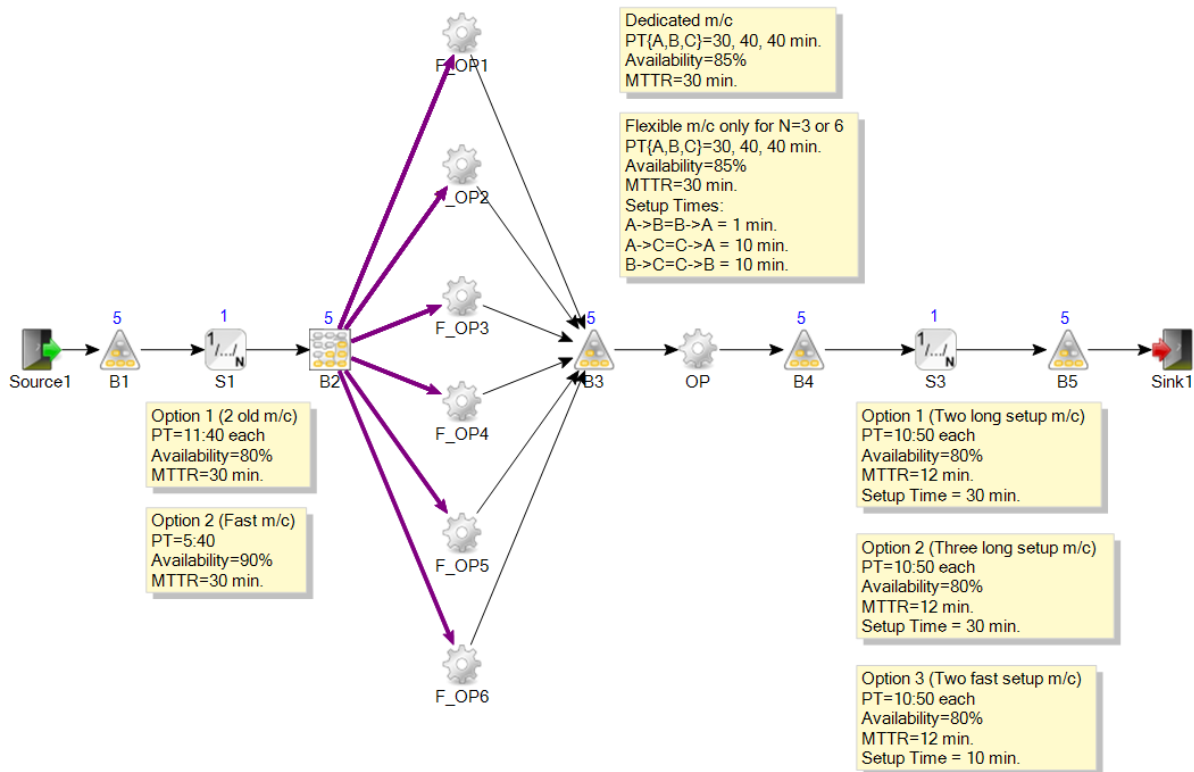 F_OP1
Dedicated m/c
PT{A,B,C}=30, 40, 40 min.
Availability=85%
MTTR=30 min.
F_OP2
Flexible m/c only for N=3 or 6
PT{A,B,C}=30, 40, 40 min.
Availability=85%
MTTR=30 min.
Setup Times:
A->B=B->A = 1 min.
A->C=C->A = 10 min.
B->C=C->B = 10 min.
F_OP3
Source1
5
B1
1
1/.../N
S1
5
B2
5
B3
OP
5
B4
1
1/.../N
S3
5
B5
Sink1
F_OP4
F_OP5
F_OP6
Option 1 (2 old m/c)
PT=11:40 each
Availability=80%
MTTR=30 min.
Option 2 (Fast m/c)
PT=5:40
Availability=90%
MTTR=30 min.
Option 1 (Two long setup m/c)
PT=10:50 each
Availability=80%
MTTR=12 min.
Setup Time = 30 min.
Option 2 (Three long setup m/c)
PT=10:50 each
Availability=80%
MTTR=12 min.
Setup Time = 30 min.
Option 3 (Two fast setup m/c)
PT=10:50 each
Availability=80%
MTTR=12 min.
Setup Time = 10 min.